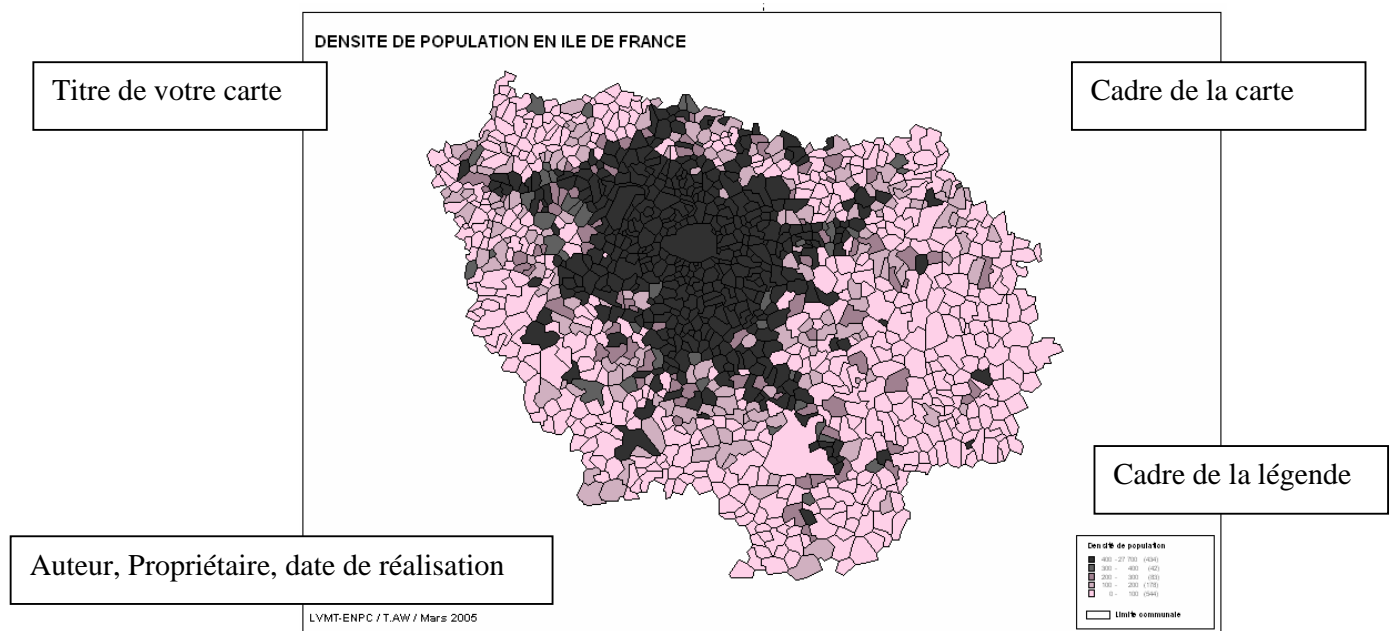 DENSITE DE POPULATION EN ILE DE FRANCE
Titre de votre carte
Cadre de la carte
Cadre de la légende
Auteur, Propriétaire, date de réalisation
LVMT-ENPC / T.AW / Mars 2005
Densité de population
400 - 27 700 (434)
300 - 400 (42)
200 - 300 (83)
100 - 200 (178)
0 - 100 (544)
Limite communale